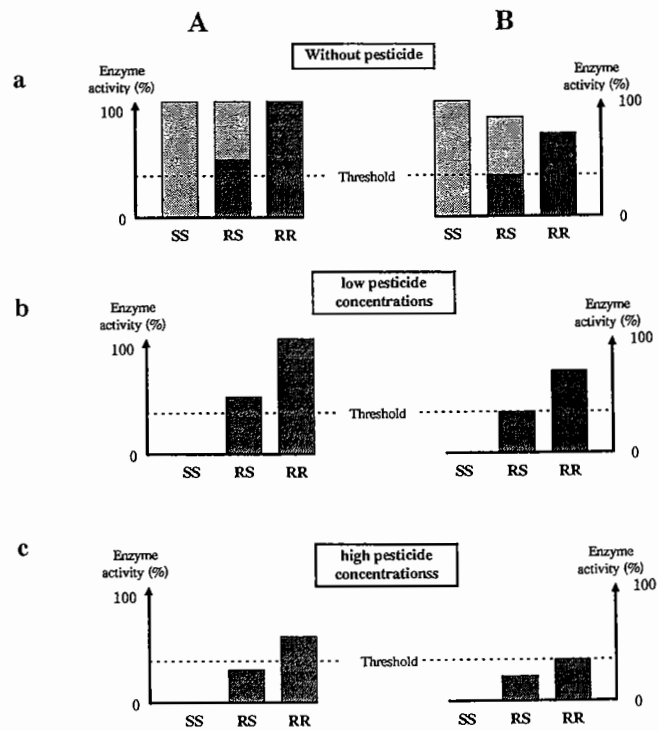 A
B
Without pesticide
a
Enzyme
activity (%)
100
0
SS RS RR
Threshold
Enzyme
activity (%)
100
0
SS RS RR
b
low pesticide
concentrations
Enzyme
activity (%)
100
0
SS RS RR
Threshold
Enzyme
activity (%)
100
0
SS RS RR
c
high pesticide
concentrationss
Enzyme
activity (%)
100
0
SS RS RR
Threshold
Enzyme
activity (%)
100
0
SS RS RR